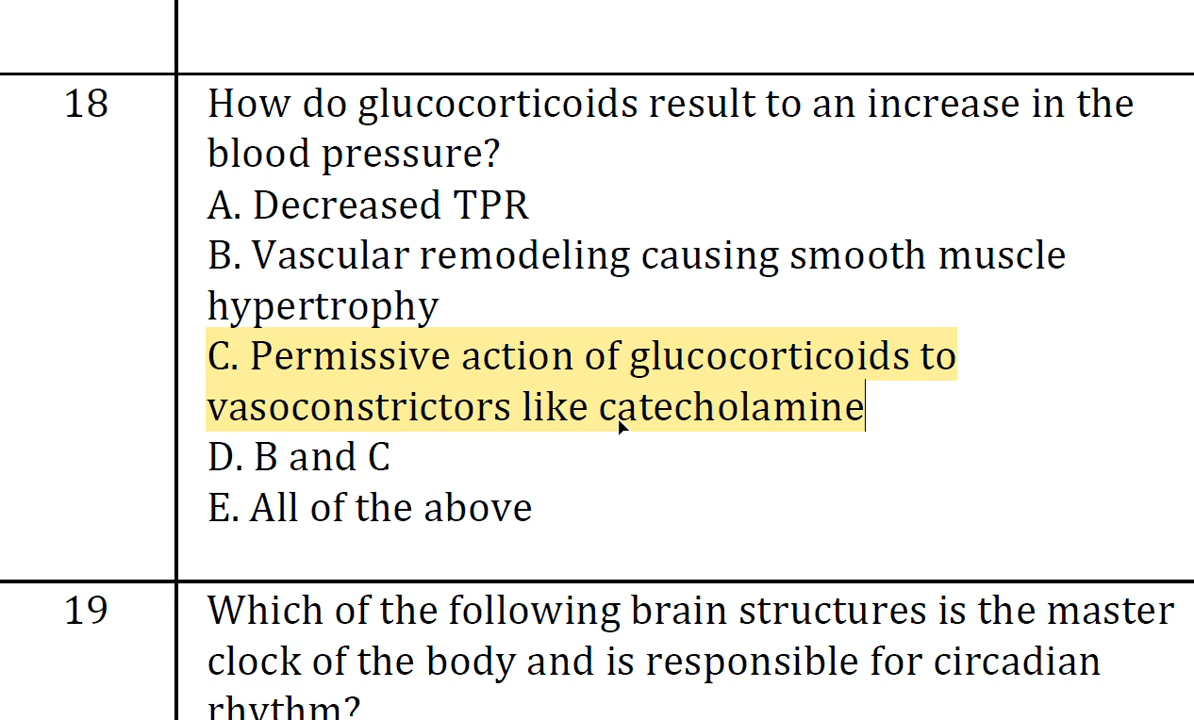 18
How do glucocorticoids result to an increase in the
blood pressure?
A. Decreased TPR
B. Vascular remodeling causing smooth muscle
hypertrophy
C. Permissive action of glucocorticoids to
vasoconstrictors like catecholamine
D. B and C
E. All of the above
19
Which of the following brain structures is the master
clock of the body and is responsible for circadian
rhythm?